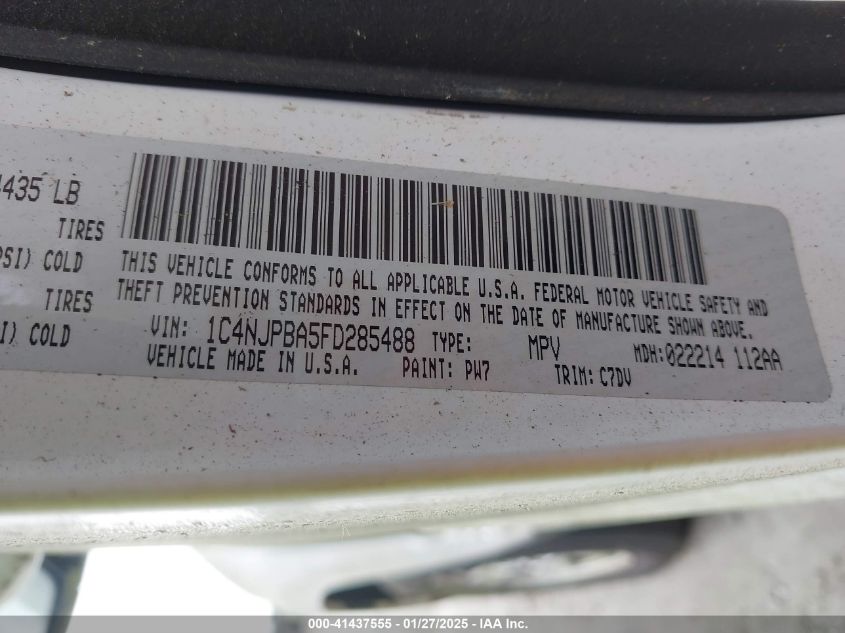 435 LB
TIRES
PSI) COLD
TIRES
SI) COLD
THIS VEHICLE CONFORMS TO ALL APPLICABLE U.S.A. FEDERAL MOTOR VEHICLE SAFETY AND
THEFT PREVENTION STANDARDS IN EFFECT ON THE DATE OF MANUFACTURE SHOWN ABOVE.
VIN: 1C4NJPBA5FD285488 TYPE: MPV MDH:022214 112AA
VEHICLE MADE IN U.S.A. PAINT: PW7 TRIM: C7DV
000-41437555 - 01/27/2025 - IAA Inc.